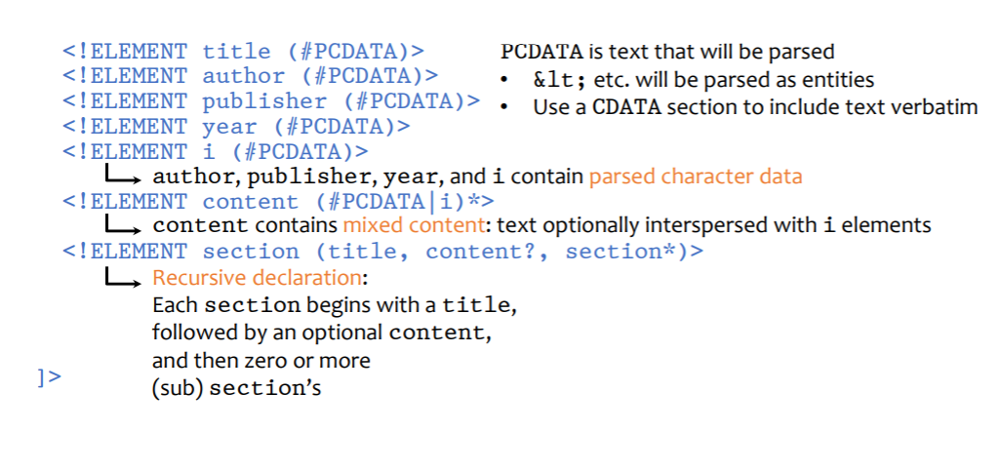 <!ELEMENT title (#PCDATA)>
<!ELEMENT author (#PCDATA)>
<!ELEMENT publisher (#PCDATA)>
<!ELEMENT year (#PCDATA)>
<!ELEMENT i (#PCDATA)>
PCDATA is text that will be parsed
• &lt; etc. will be parsed as entities
• Use a CDATA section to include text verbatim
author, publisher, year, and i contain parsed character data
<!ELEMENT content (#PCDATA|i)*>
content contains mixed content: text optionally interspersed with i elements
<!ELEMENT section (title, content?, section*)>
Recursive declaration:
Each section begins with a title,
followed by an optional content,
and then zero or more
(sub) section’s
]>